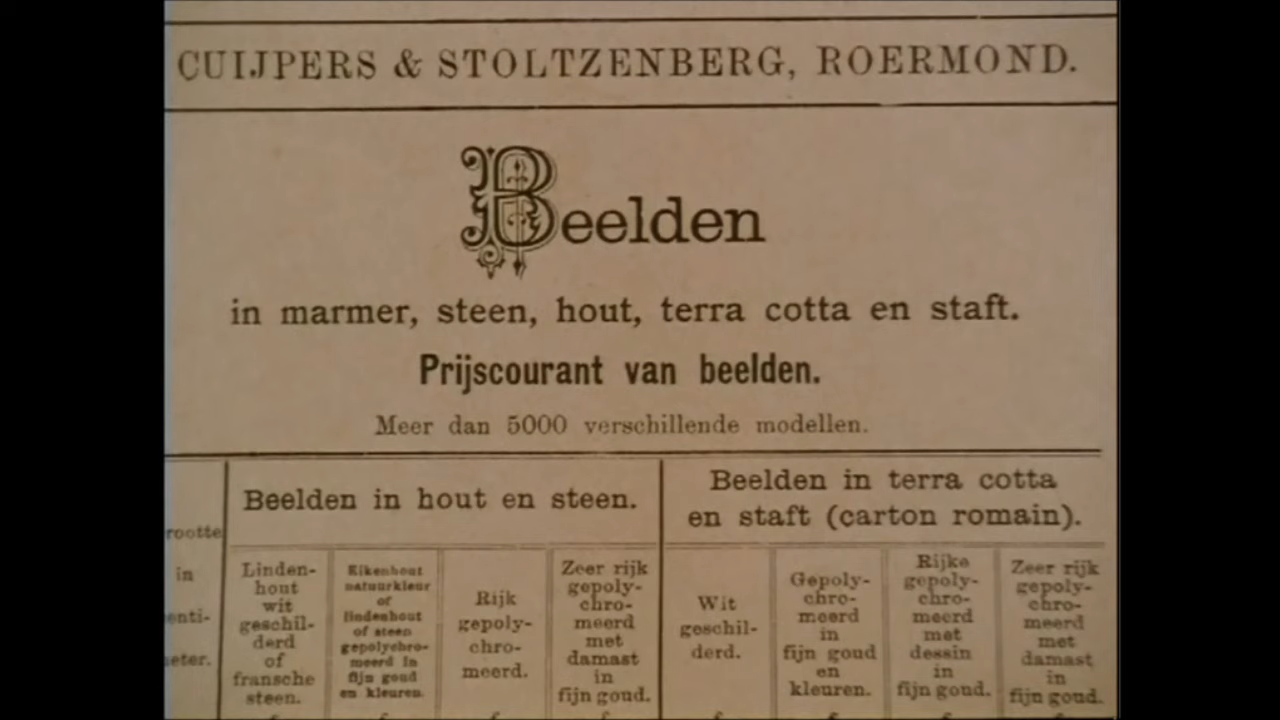 CUIJPERS & STOLTZENBERG, ROERMOND.
Beelden
in marmer, steen, hout, terra cotta en staft.
Prijscourant van beelden.
Meer dan 5000 verschillende modellen.
rootte
in
enti-
eter.
Beelden in hout en steen.
Linden-
hout
wit
geschil-
derd
of
fransche
steen.
Eikenhout
natuurkleur
of
lindenhout
of steen
gepolychro-
meerd in
fijn goud
en kleuren.
Rijk
gepoly-
chro-
meerd.
Zeer rijk
gepoly-
chro-
meerd
met
damast
in
fijn goud.
Beelden in terra cotta
en staft (carton romain).
Wit
geschil-
derd.
Gepoly-
chro-
meerd
in
fijn goud
en
kleuren.
Rijke
gepoly-
chro-
meerd
met
dessin
in
fijn goud.
Zeer rijk
gepoly-
chro-
meerd
met
damast
in
fijn goud.